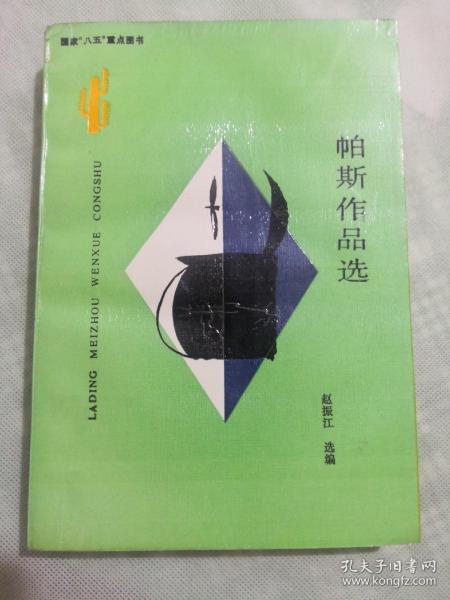 国家“八五”重点图书
LADING MEIZHOU WENXUE CONGSHU
帕斯作品选
赵振江 选编
孔夫子旧书网
www.kongfz.com